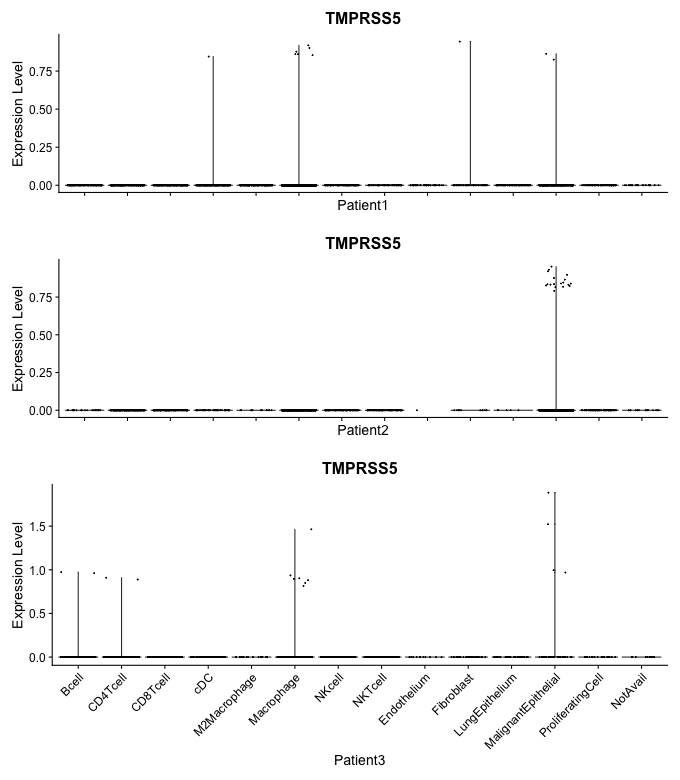 TMPRSS5
Expression Level
0.75
0.50
0.25
0.00
Patient1
TMPRSS5
Expression Level
0.75
0.50
0.25
0.00
Patient2
TMPRSS5
Expression Level
1.5
1.0
0.5
0.0
Bcell
CD4Tcell
CD8Tcell
cDC
M2Macrophage
Macrophage
NKcell
NKTcell
Endothelium
Fibroblast
LungEpithelium
MalignantEpithelial
ProliferatingCell
NotAvail
Patient3